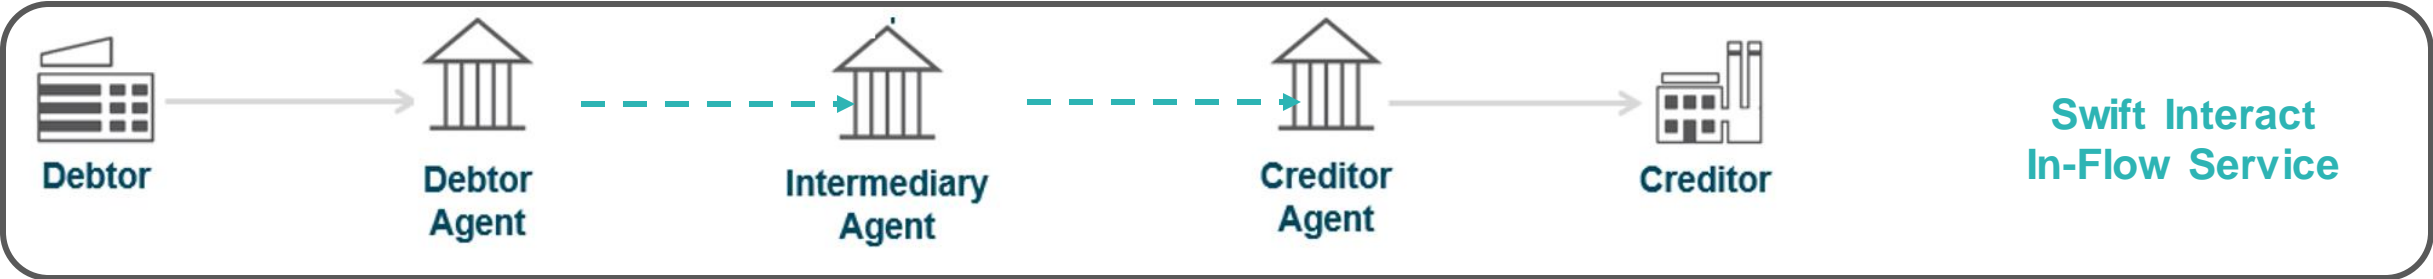 Debtor
Debtor
Agent
Intermediary
Agent
Creditor
Agent
Creditor
Swift Interact
In-Flow Service